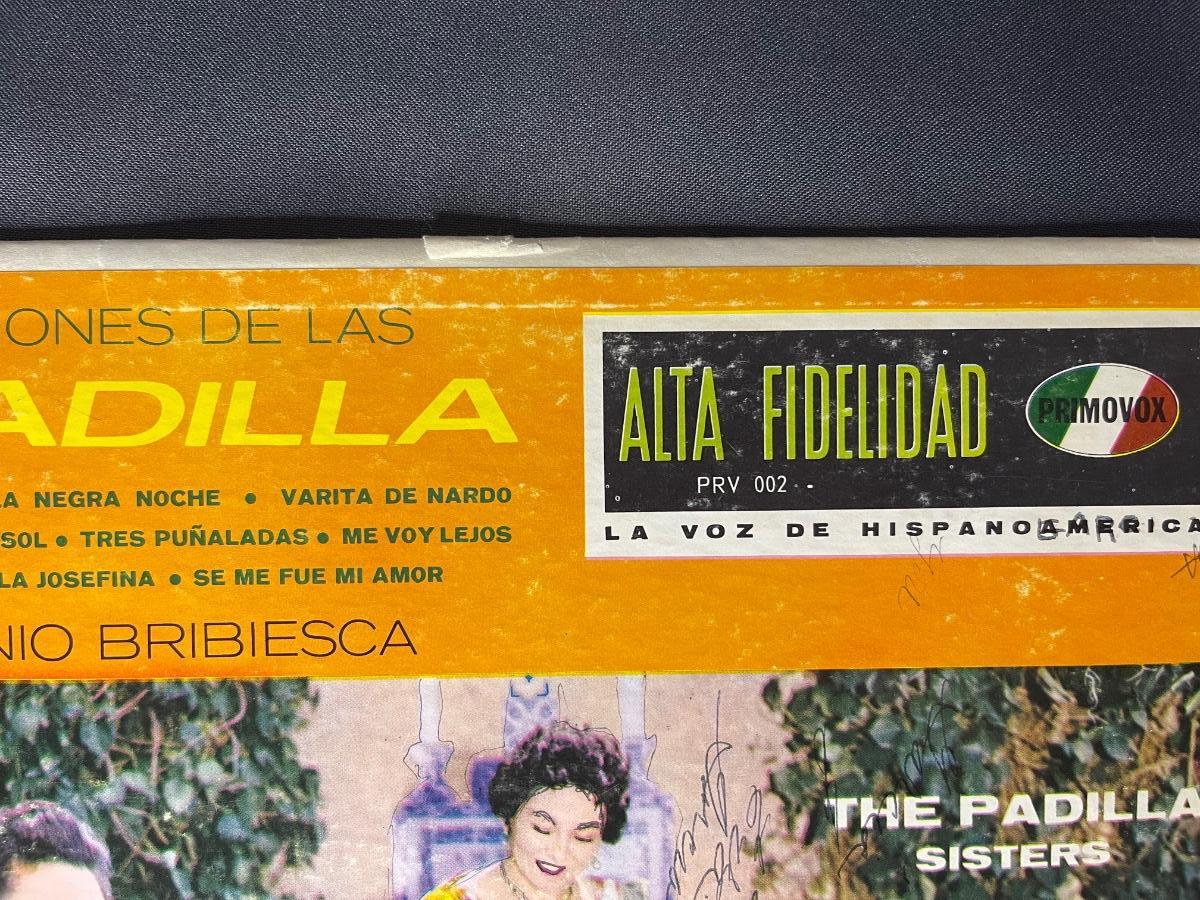 ONES DE LAS
ADILLA
LA NEGRA NOCHE • VARITA DE NARDO
SOL • TRES PUÑALADAS • ME VOY LEJOS
LA JOSEFINA • SE ME FUE MI AMOR
NIO BRIBIESCA
ALTA FIDELIDAD
PRIMOVOX
PRV 002
LA VOZ DE HISPANOAMERICA
THE PADILLA
SISTERS